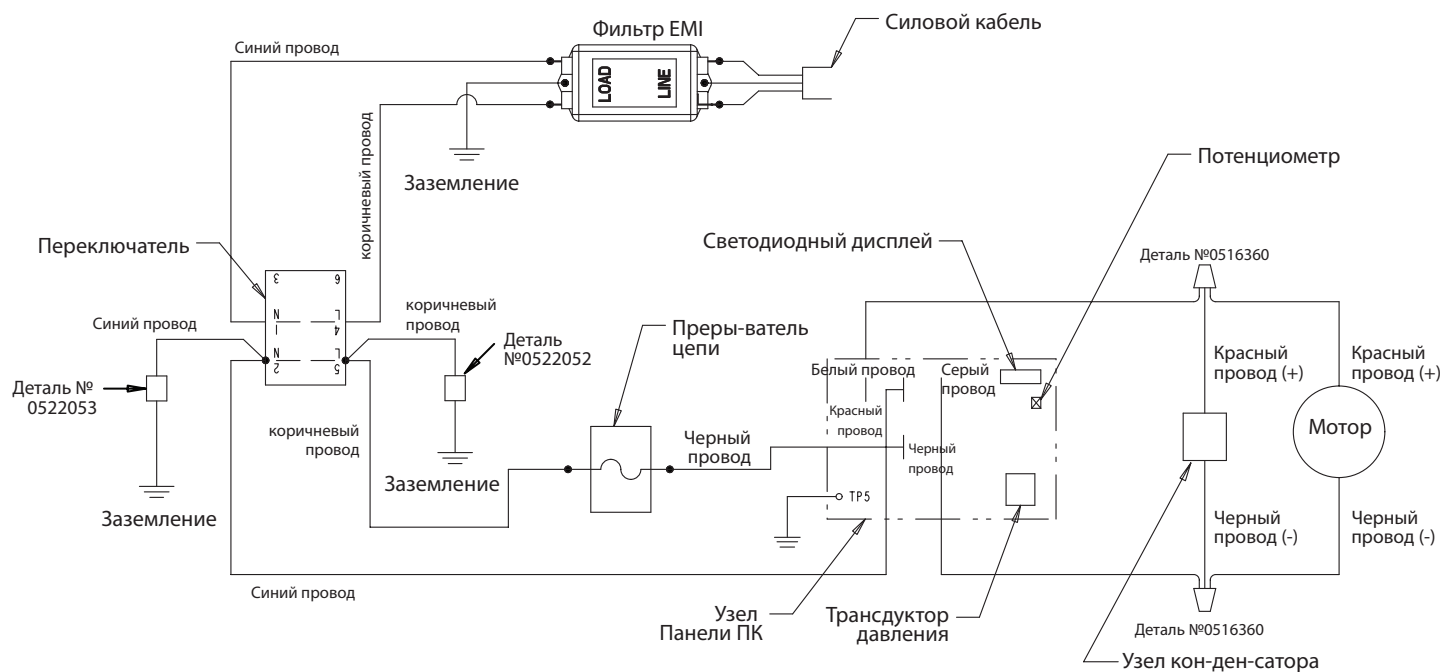 Силовой кабель
Фильтр EMI
Синий провод
LOAD
LINE
коричневый провод
Заземление
Потенциометр
Переключатель
Светодиодный дисплей
Деталь №0516360
3
6
N
L
1
4
N
L
2
5
Синий провод
коричневый
провод
Деталь
№0522052
Преры-ватель
цепи
Деталь №
0522053
Белый провод
Серый
провод
Красный
провод (+)
Красный
провод (+)
Красный
провод
Мотор
коричневый
провод
Черный
провод
Черный
провод
Заземление
TP5
Заземление
Черный
провод (-)
Черный
провод (-)
Синий провод
Узел
Панели ПК
Трансдуктор
давления
Деталь №0516360
Узел кон-ден-сатора